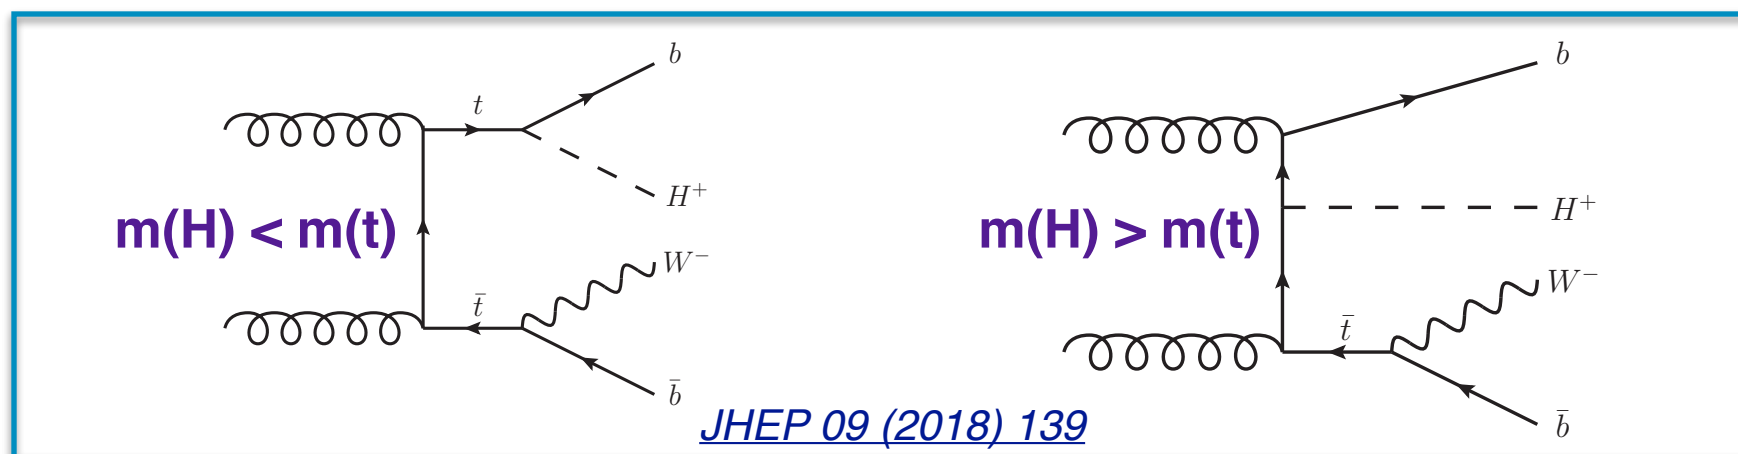 b
t
H⁺
m(H) < m(t)
W⁻
t̄
b̄
b
H⁺
m(H) > m(t)
W⁻
t̄
b̄
JHEP 09 (2018) 139